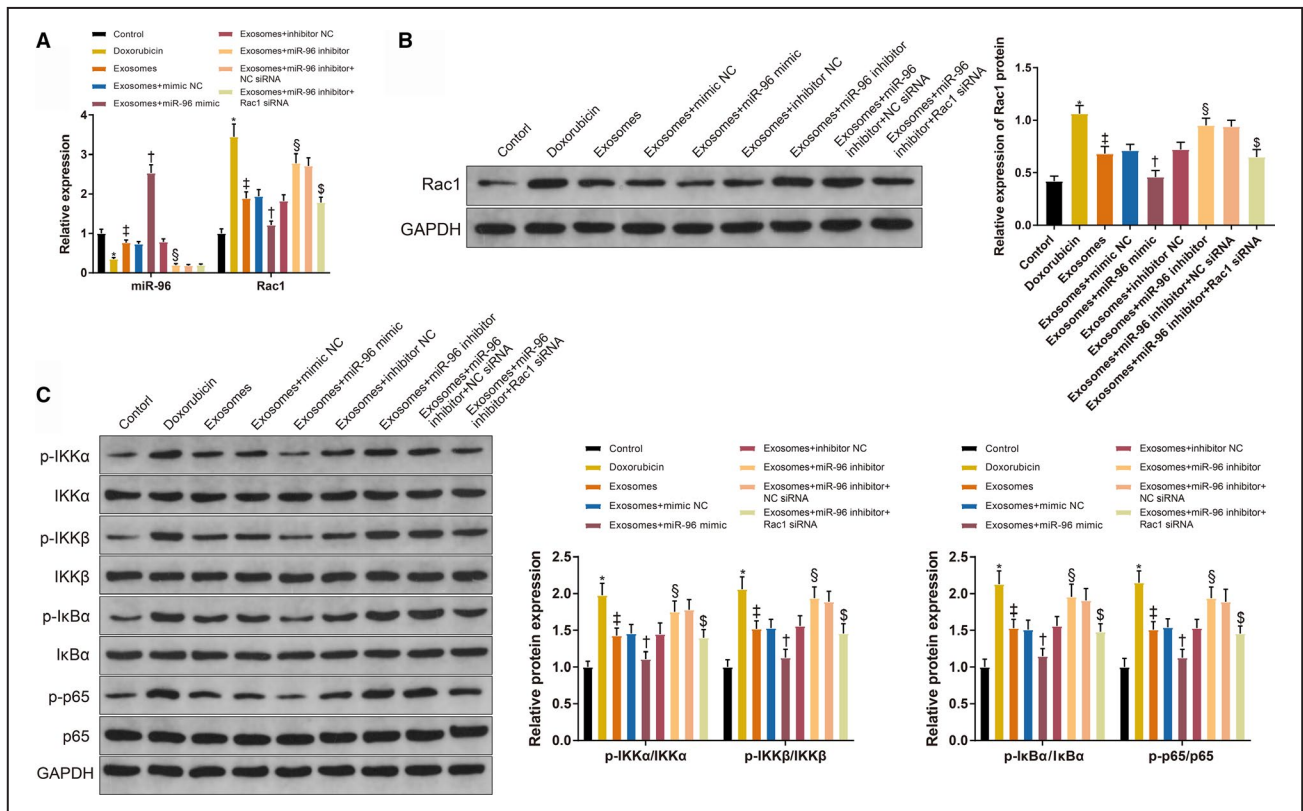 A
Control
Doxorubicin
Exosomes
Exosomes+mimic NC
Exosomes+miR-96 mimic
Exosomes+inhibitor NC
Exosomes+miR-96 inhibitor
Exosomes+miR-96 inhibitor+
NC siRNA
Exosomes+miR-96 inhibitor+
Rac1 siRNA
Relative expression
4
3
2
1
0
*
‡
†
§
*
‡
†
§
$
miR-96
Rac1
B
Contorl
Doxorubicin
Exosomes
Exosomes+mimic NC
Exosomes+miR-96 mimic
Exosomes+inhibitor NC
Exosomes+miR-96 inhibitor
Exosomes+miR-96
inhibitor+NC siRNA
Exosomes+miR-96
inhibitor+Rac1 siRNA
Rac1
GAPDH
Relative expression of Rac1 protein
1.5
1.0
0.5
0.0
*
‡
†
§
$
Contorl
Doxorubicin
Exosomes
Exosomes+mimic NC
Exosomes+miR-96 mimic
Exosomes+inhibitor NC
Exosomes+miR-96 inhibitor
Exosomes+miR-96 inhibitor+NC siRNA
Exosomes+miR-96 inhibitor+Rac1 siRNA
C
Contorl
Doxorubicin
Exosomes
Exosomes+mimic NC
Exosomes+miR-96 mimic
Exosomes+inhibitor NC
Exosomes+miR-96 inhibitor
Exosomes+miR-96
inhibitor+NC siRNA
Exosomes+miR-96
inhibitor+Rac1 siRNA
p-IKKα
IKKα
p-IKKβ
IKKβ
p-IκBα
IκBα
p-p65
p65
GAPDH
Control
Doxorubicin
Exosomes
Exosomes+mimic NC
Exosomes+miR-96 mimic
Exosomes+inhibitor NC
Exosomes+miR-96 inhibitor
Exosomes+miR-96 inhibitor+
NC siRNA
Exosomes+miR-96 inhibitor+
Rac1 siRNA
Relative protein expression
2.5
2.0
1.5
1.0
0.5
0.0
*
‡
†
§
$
*
‡
†
§
$
p-IKKα/IKKα
p-IKKβ/IKKβ
Control
Doxorubicin
Exosomes
Exosomes+mimic NC
Exosomes+miR-96 mimic
Exosomes+inhibitor NC
Exosomes+miR-96 inhibitor
Exosomes+miR-96 inhibitor+
NC siRNA
Exosomes+miR-96 inhibitor+
Rac1 siRNA
Relative protein expression
2.5
2.0
1.5
1.0
0.5
0.0
*
‡
†
§
$
*
‡
†
§
$
p-IκBα/IκBα
p-p65/p65